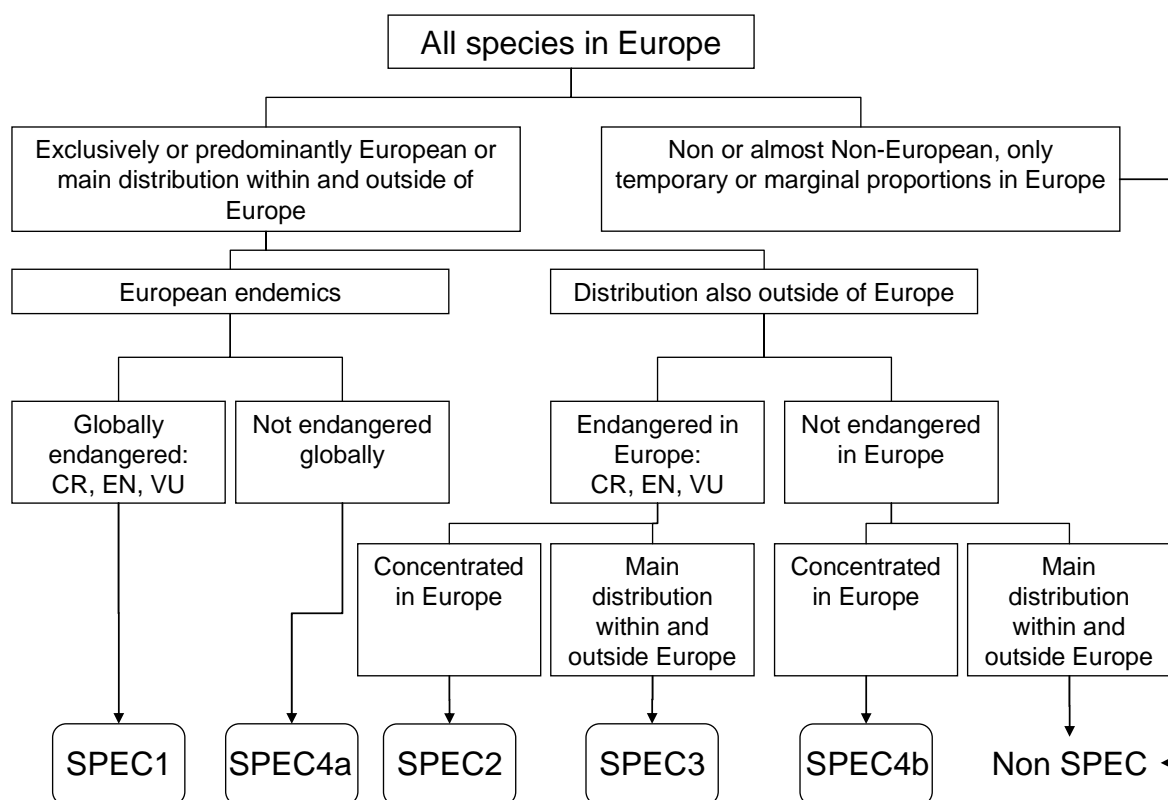 All species in Europe
Exclusively or predominantly European or
main distribution within and outside of
Europe
Non or almost Non-European, only
temporary or marginal proportions in Europe
European endemics
Distribution also outside of Europe
Globally
endangered:
CR, EN, VU
Not endangered
globally
Endangered in
Europe:
CR, EN, VU
Not endangered
in Europe
Concentrated
in Europe
Main
distribution
within and
outside Europe
Concentrated
in Europe
Main
distribution
within and
outside Europe
SPEC1
SPEC4a
SPEC2
SPEC3
SPEC4b
Non SPEC